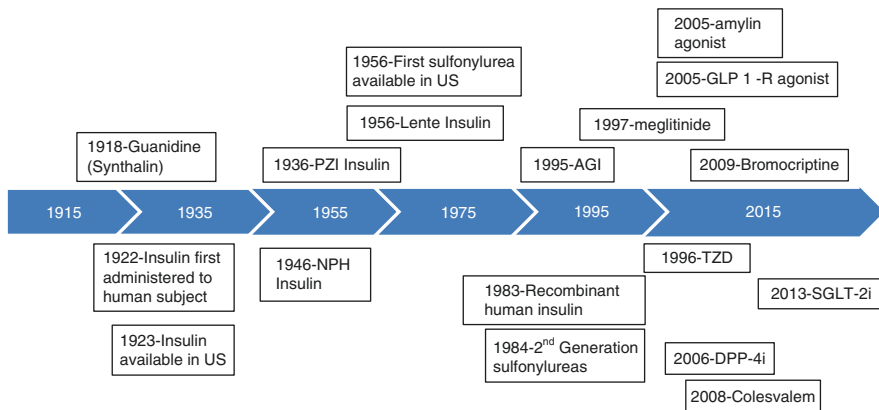 2005-amylin
agonist
1956-First sulfonylurea
available in US
2005-GLP 1 -R agonist
1956-Lente Insulin
1997-meglitinide
1918-Guanidine
(Synthalin)
1936-PZI Insulin
1995-AGI
2009-Bromocriptine
1915
1935
1955
1975
1995
2015
1922-Insulin first
administered to
human subject
1946-NPH
Insulin
1996-TZD
1983-Recombinant
human insulin
2013-SGLT-2i
1923-Insulin
available in US
1984-2nd Generation
sulfonylureas
2006-DPP-4i
2008-Colesvalem